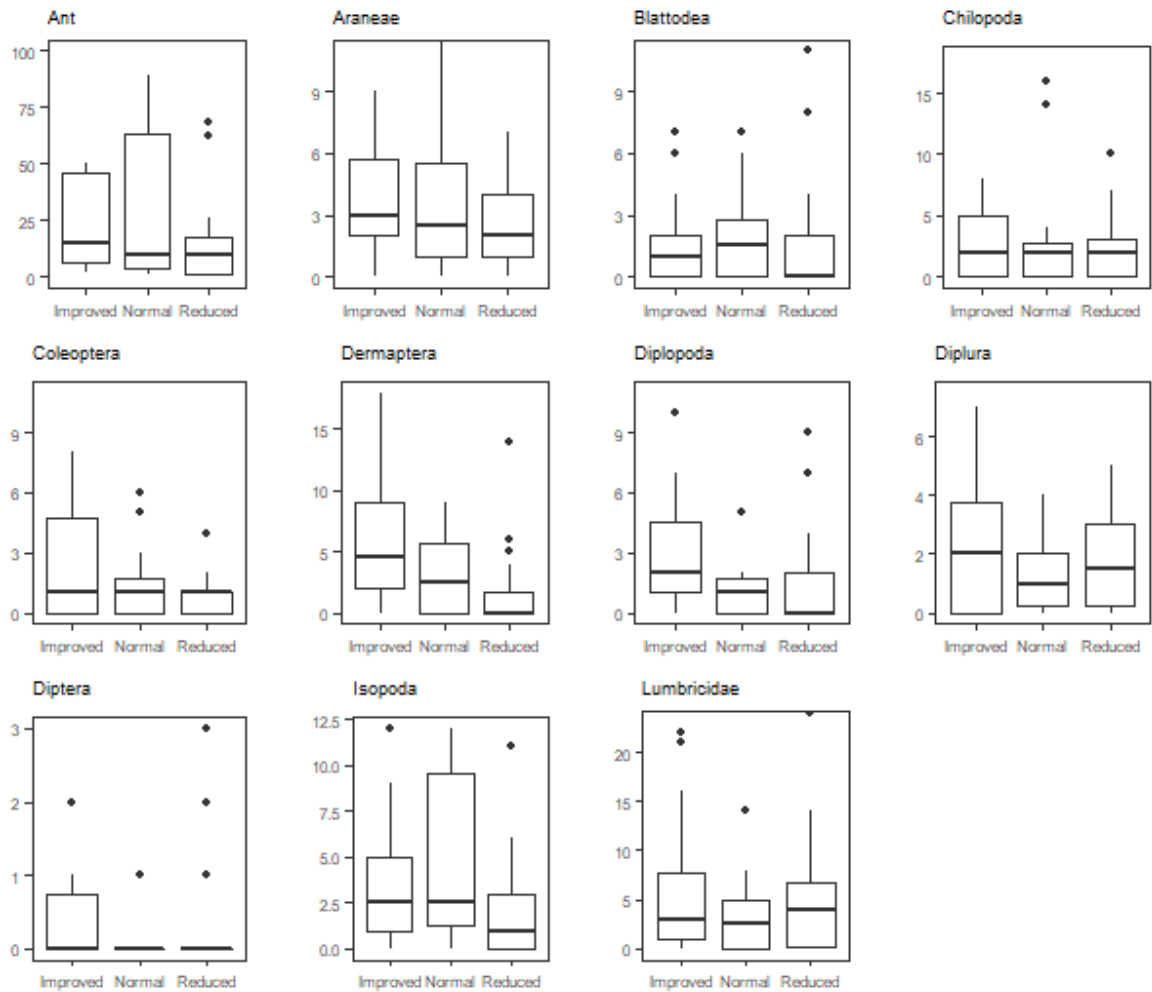 Ant
100
75
50
25
0
Improved Normal Reduced
Araneae
9
6
3
0
Improved Normal Reduced
Blattodea
9
6
3
0
Improved Normal Reduced
Chilopoda
15
10
5
0
Improved Normal Reduced
Coleoptera
9
6
3
0
Improved Normal Reduced
Dermaptera
15
10
5
0
Improved Normal Reduced
Diplopoda
9
6
3
0
Improved Normal Reduced
Diplura
6
4
2
0
Improved Normal Reduced
Diptera
3
2
1
0
Improved Normal Reduced
Isopoda
12.5
10.0
7.5
5.0
2.5
0.0
Improved Normal Reduced
Lumbricidae
20
15
10
5
0
Improved Normal Reduced